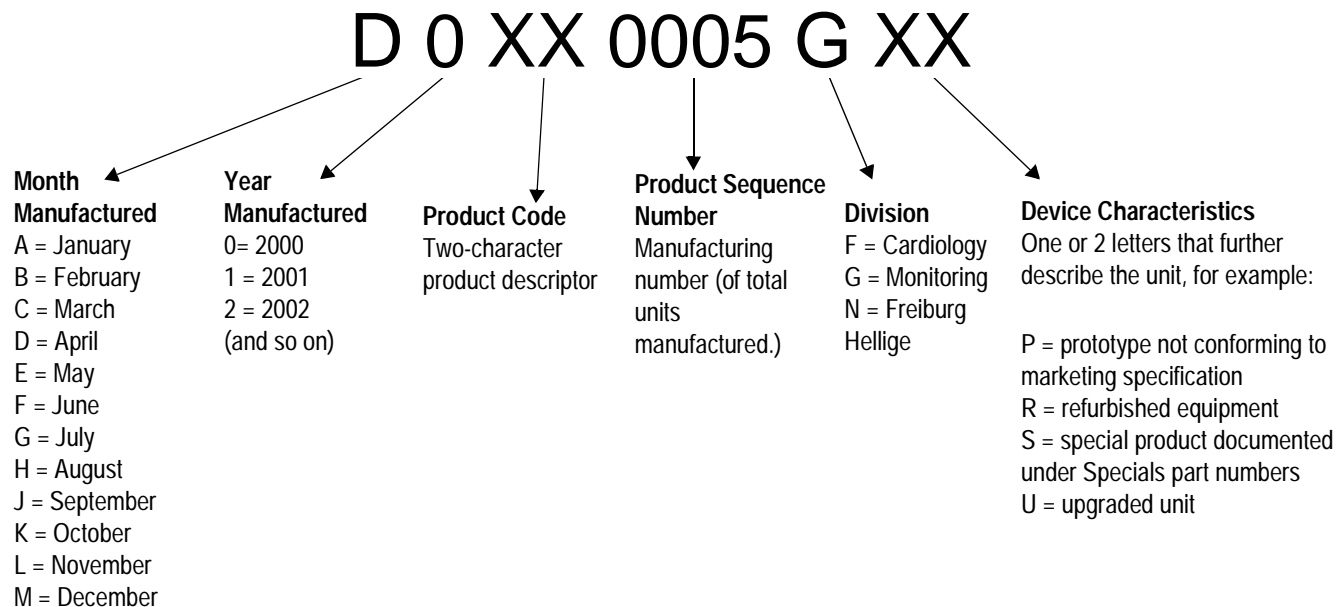 D 0 XX 0005 G XX
Month
Manufactured
A = January
B = February
C = March
D = April
E = May
F = June
G = July
H = August
J = September
K = October
L = November
M = December
Year
Manufactured
0= 2000
1 = 2001
2 = 2002
(and so on)
Product Code
Two-character
product descriptor
Product Sequence
Number
Manufacturing
number (of total
units
manufactured.)
Division
F = Cardiology
G = Monitoring
N = Freiburg
Hellige
Device Characteristics
One or 2 letters that further
describe the unit, for example:
P = prototype not conforming to
marketing specification
R = refurbished equipment
S = special product documented
under Specials part numbers
U = upgraded unit